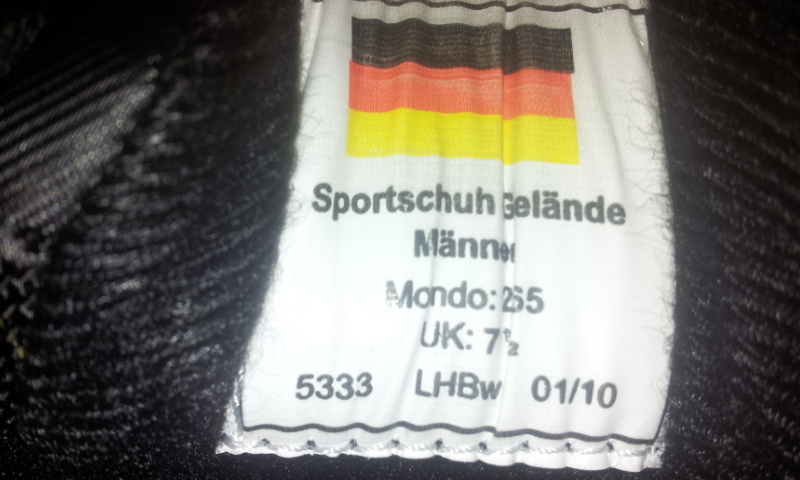 Sportschuh Gelände
Männer
Mondo: 265
UK: 7½
5333 LHBw 01/10